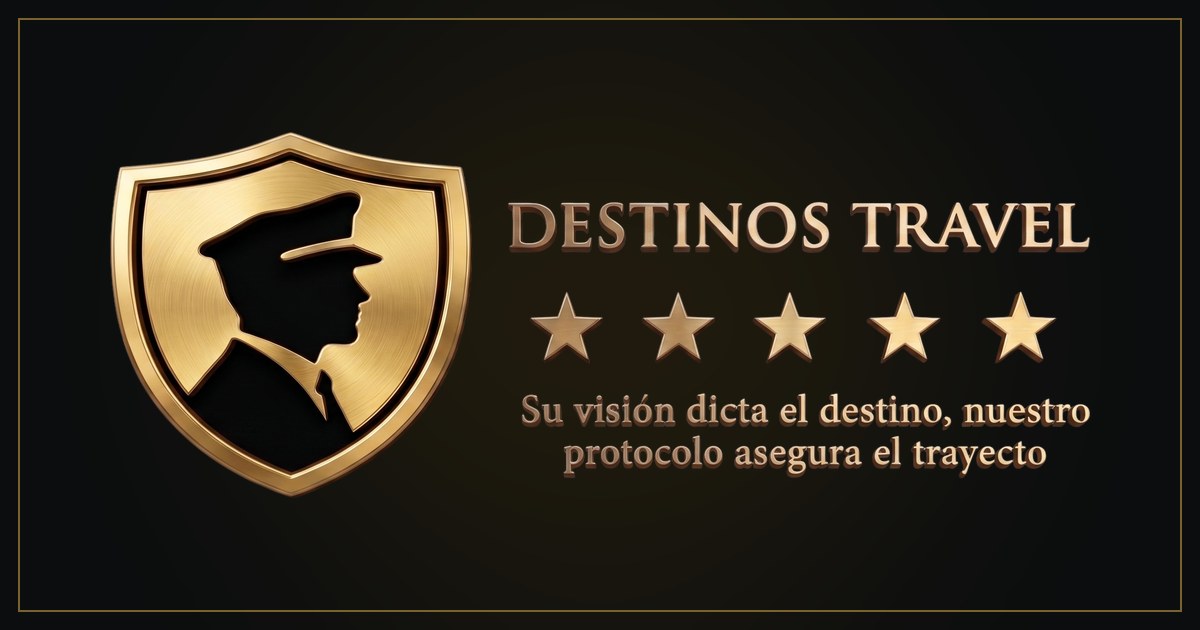 DESTINOS TRAVEL
Su visión dicta el destino, nuestro
protocolo asegura el trayecto